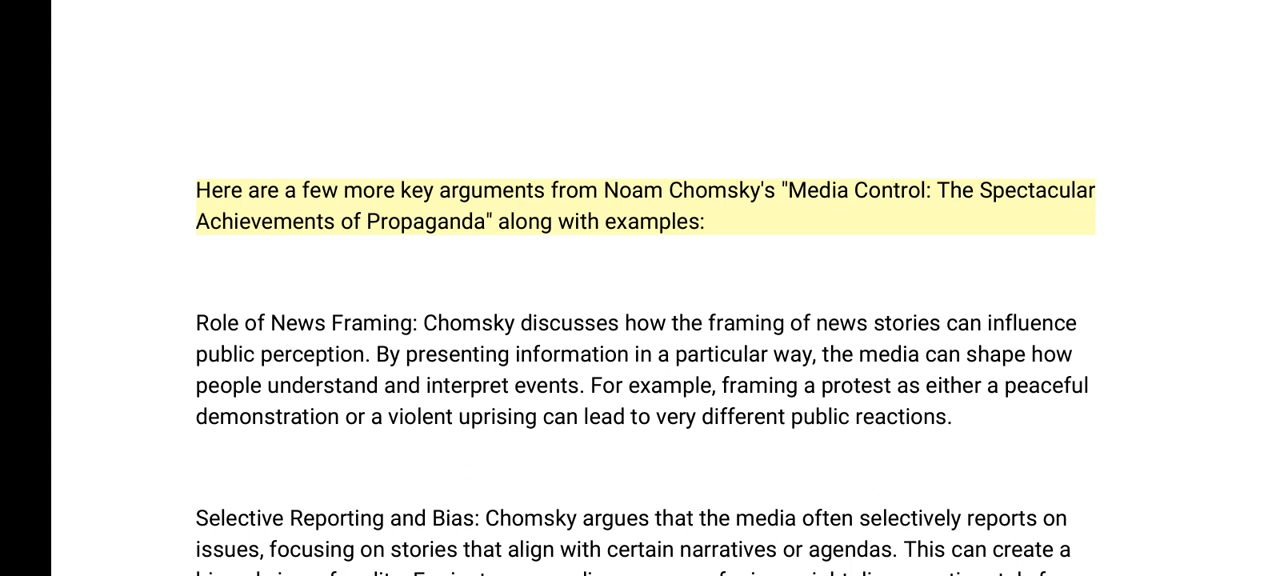 Here are a few more key arguments from Noam Chomsky's "Media Control: The Spectacular
Achievements of Propaganda" along with examples:
Role of News Framing: Chomsky discusses how the framing of news stories can influence
public perception. By presenting information in a particular way, the media can shape how
people understand and interpret events. For example, framing a protest as either a peaceful
demonstration or a violent uprising can lead to very different public reactions.
Selective Reporting and Bias: Chomsky argues that the media often selectively reports on
issues, focusing on stories that align with certain narratives or agendas. This can create a